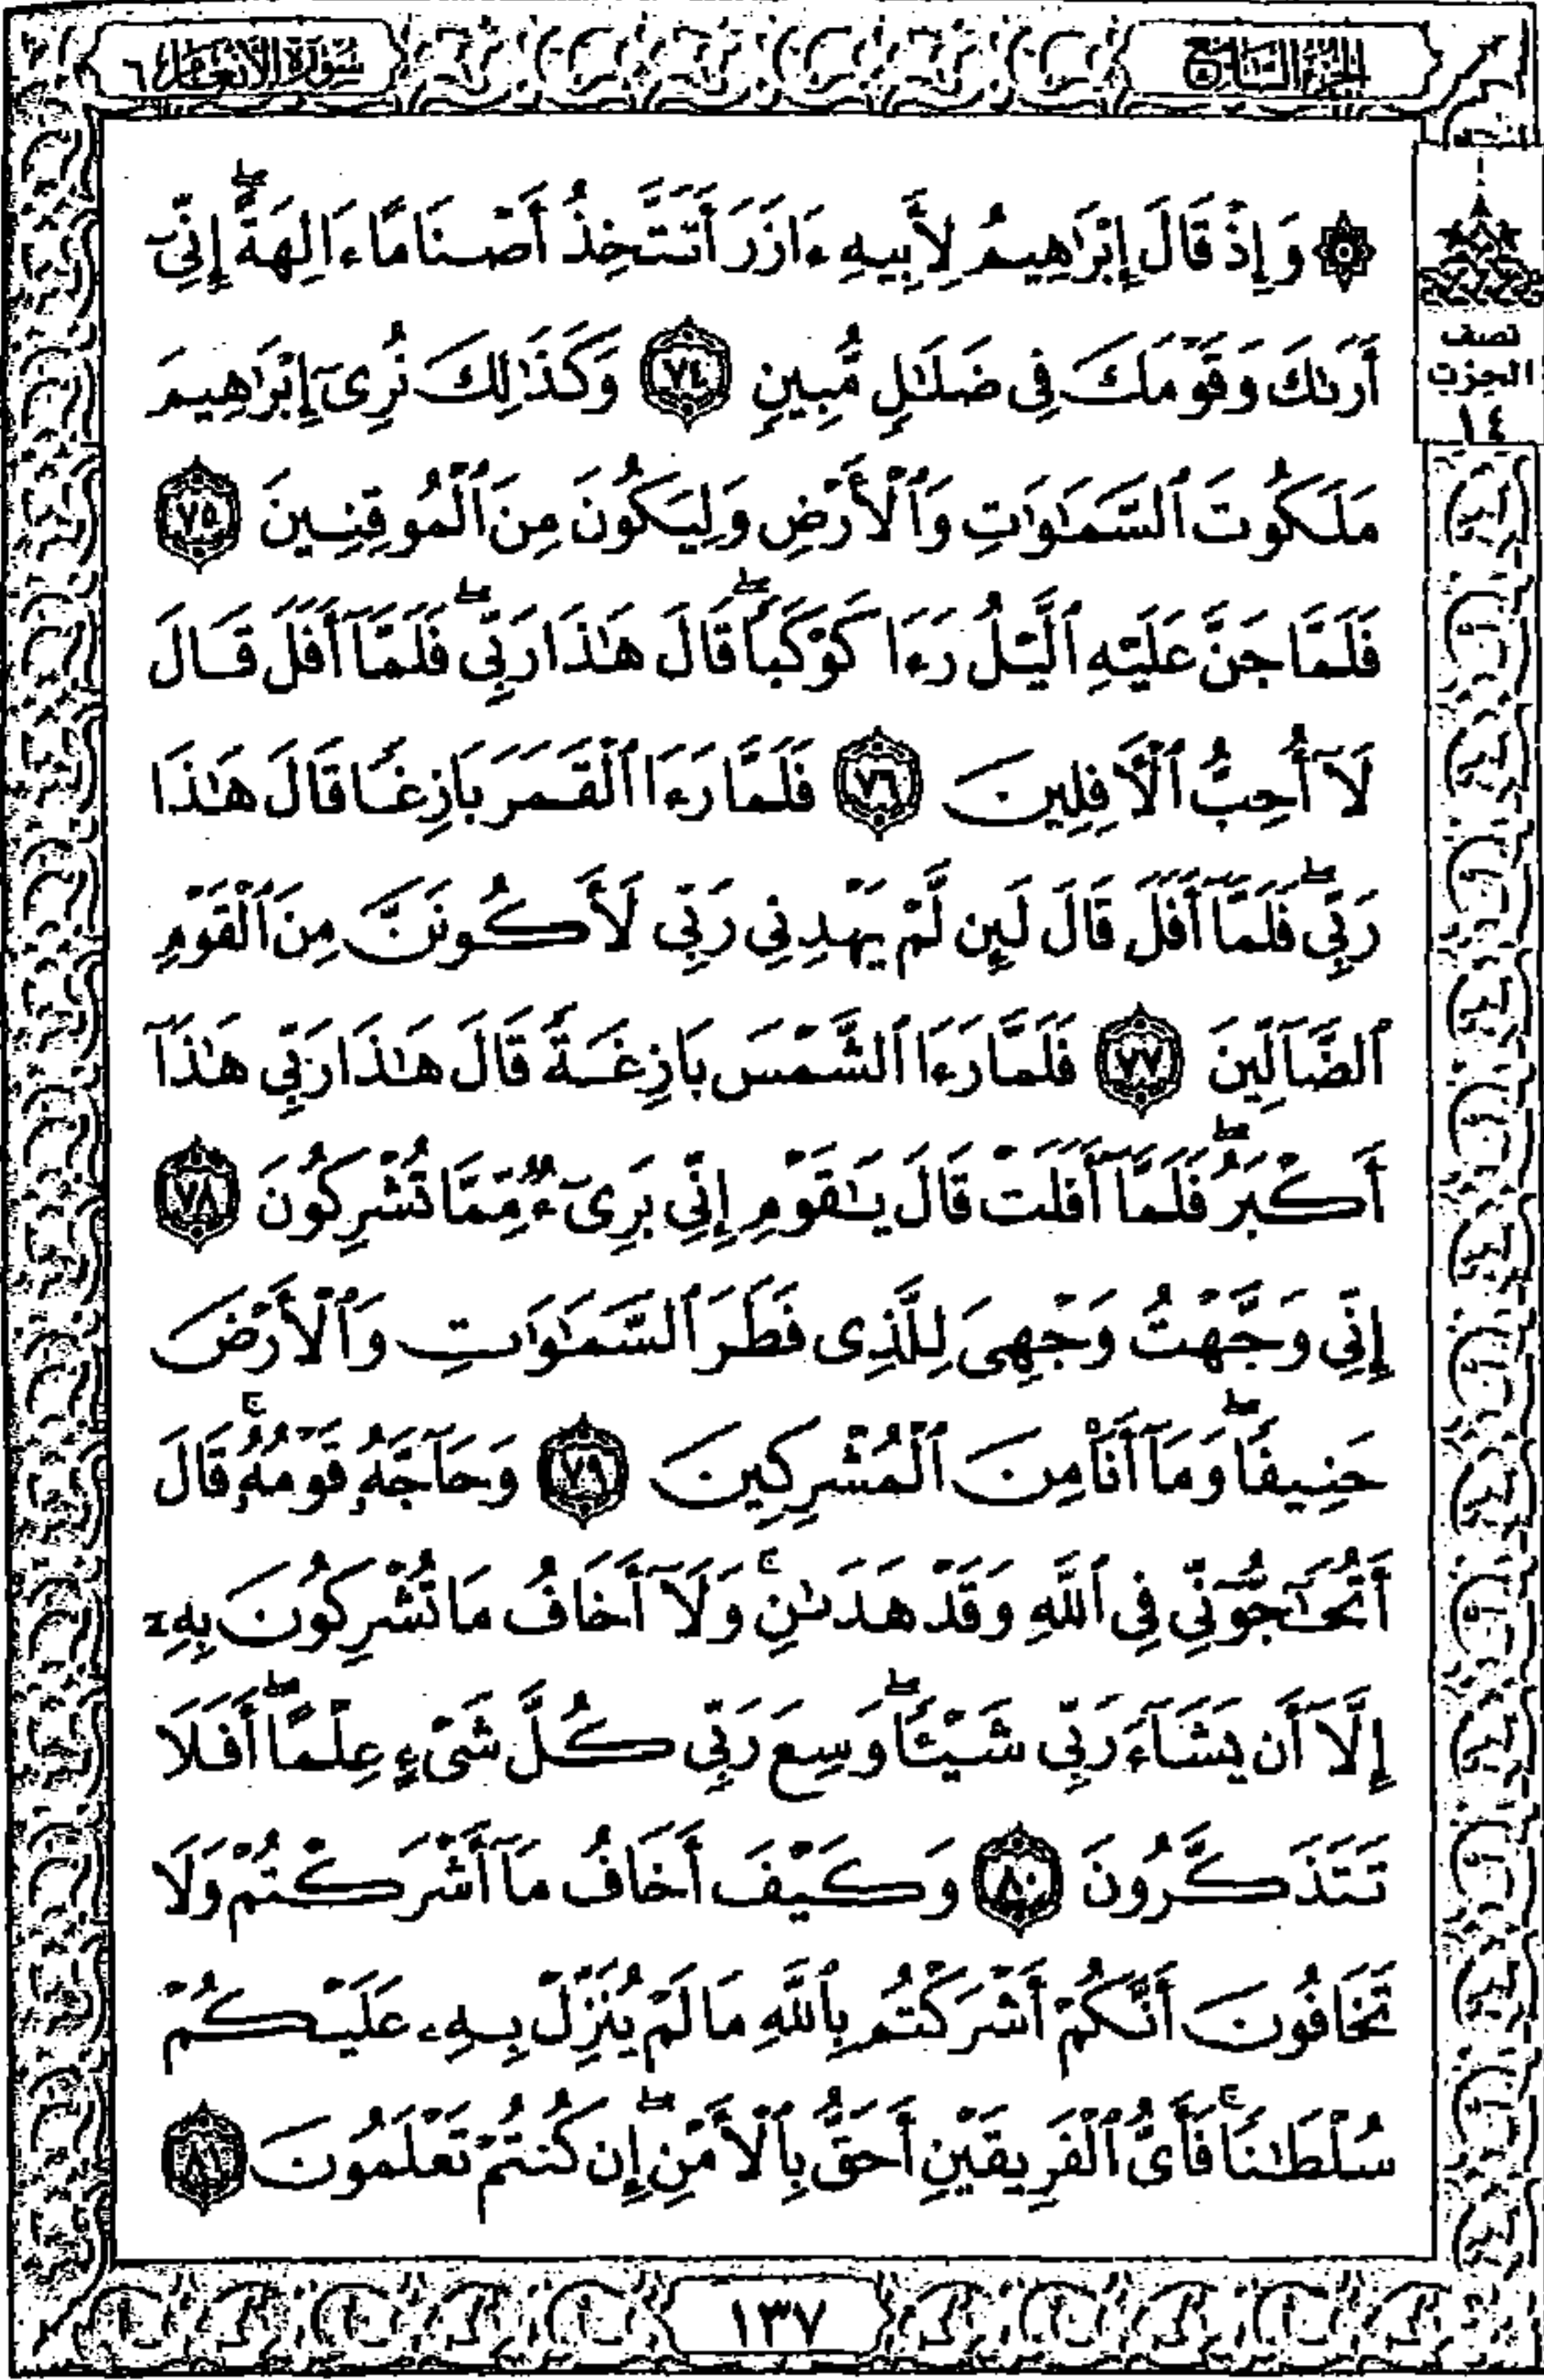 الجزء السابع
سورة الأنعام ٦
۞ وَإِذْ قَالَ إِبْرَٰهِيمُ لِأَبِيهِ ءَازَرَ أَتَتَّخِذُ أَصْنَامًا ءَالِهَةً ۖ إِنِّىٓ
أَرَىٰكَ وَقَوْمَكَ فِى ضَلَٰلٍ مُّبِينٍ ٧٤ وَكَذَٰلِكَ نُرِىٓ إِبْرَٰهِيمَ
مَلَكُوتَ ٱلسَّمَٰوَٰتِ وَٱلْأَرْضِ وَلِيَكُونَ مِنَ ٱلْمُوقِنِينَ ٧٥
فَلَمَّا جَنَّ عَلَيْهِ ٱلَّيْلُ رَءَا كَوْكَبًا ۖ قَالَ هَٰذَا رَبِّى ۖ فَلَمَّآ أَفَلَ قَالَ
لَآ أُحِبُّ ٱلْءَافِلِينَ ٧٦ فَلَمَّا رَءَا ٱلْقَمَرَ بَازِغًا قَالَ هَٰذَا
رَبِّى ۖ فَلَمَّآ أَفَلَ قَالَ لَئِن لَّمْ يَهْدِنِى رَبِّى لَأَكُونَنَّ مِنَ ٱلْقَوْمِ
ٱلضَّآلِّينَ ٧٧ فَلَمَّا رَءَا ٱلشَّمْسَ بَازِغَةً قَالَ هَٰذَا رَبِّى هَٰذَآ
أَكْبَرُ ۖ فَلَمَّآ أَفَلَتْ قَالَ يَٰقَوْمِ إِنِّى بَرِىٓءٌ مِّمَّا تُشْرِكُونَ ٧٨
إِنِّى وَجَّهْتُ وَجْهِىَ لِلَّذِى فَطَرَ ٱلسَّمَٰوَٰتِ وَٱلْأَرْضَ
حَنِيفًا ۖ وَمَآ أَنَا۠ مِنَ ٱلْمُشْرِكِينَ ٧٩ وَحَآجَّهُۥ قَوْمُهُۥ ۚ قَالَ
أَتُحَٰٓجُّوٓنِّى فِى ٱللَّهِ وَقَدْ هَدَىٰنِ ۚ وَلَآ أَخَافُ مَا تُشْرِكُونَ بِهِۦٓ
إِلَّآ أَن يَشَآءَ رَبِّى شَيْـًٔا ۗ وَسِعَ رَبِّى كُلَّ شَىْءٍ عِلْمًا ۗ أَفَلَا
تَتَذَكَّرُونَ ٨٠ وَكَيْفَ أَخَافُ مَآ أَشْرَكْتُمْ وَلَا
تَخَافُونَ أَنَّكُمْ أَشْرَكْتُم بِٱللَّهِ مَا لَمْ يُنَزِّلْ بِهِۦ عَلَيْكُمْ
سُلْطَٰنًا ۚ فَأَىُّ ٱلْفَرِيقَيْنِ أَحَقُّ بِٱلْأَمْنِ ۖ إِن كُنتُمْ تَعْلَمُونَ ٨١
نصف
الحزب
١٤
١٣٧